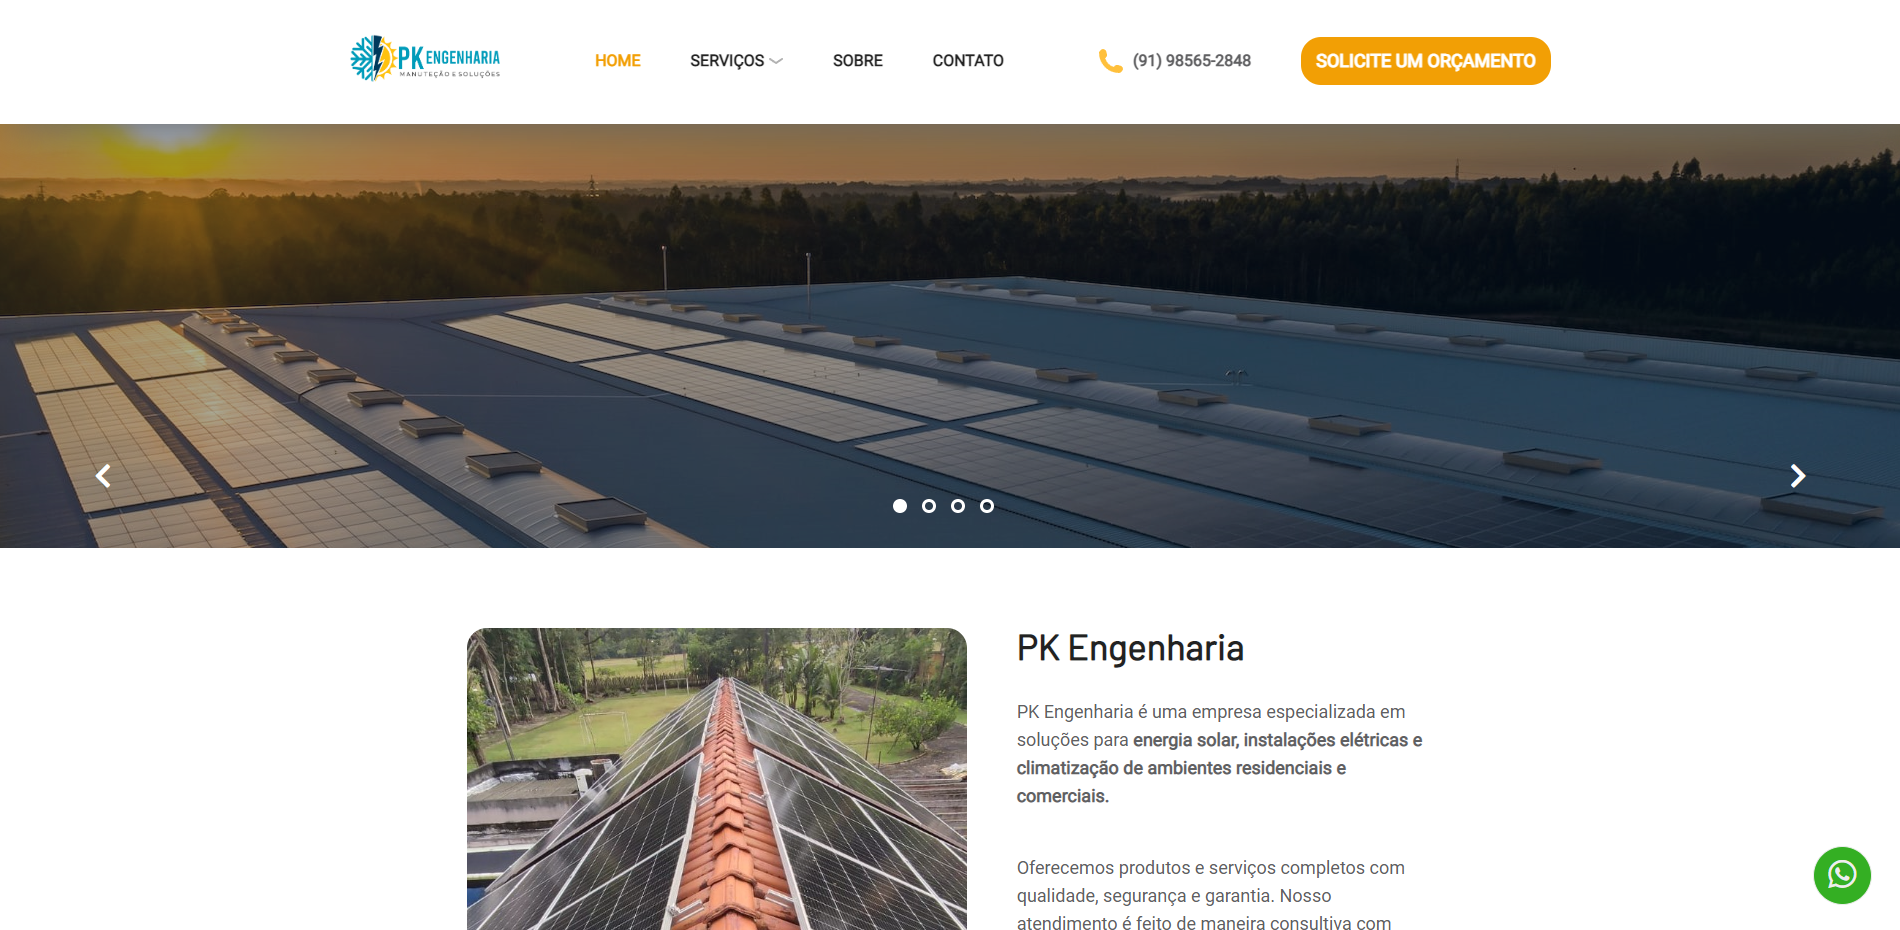 PK ENGENHARIA
MANUTEÇÃO E SOLUÇÕES
HOME
SERVIÇOS
SOBRE
CONTATO
(91) 98565-2848
SOLICITE UM ORÇAMENTO
PK Engenharia
PK Engenharia é uma empresa especializada em
soluções para energia solar, instalações elétricas e
climatização de ambientes residenciais e
comerciais.
Oferecemos produtos e serviços completos com
qualidade, segurança e garantia. Nosso
atendimento é feito de maneira consultiva com